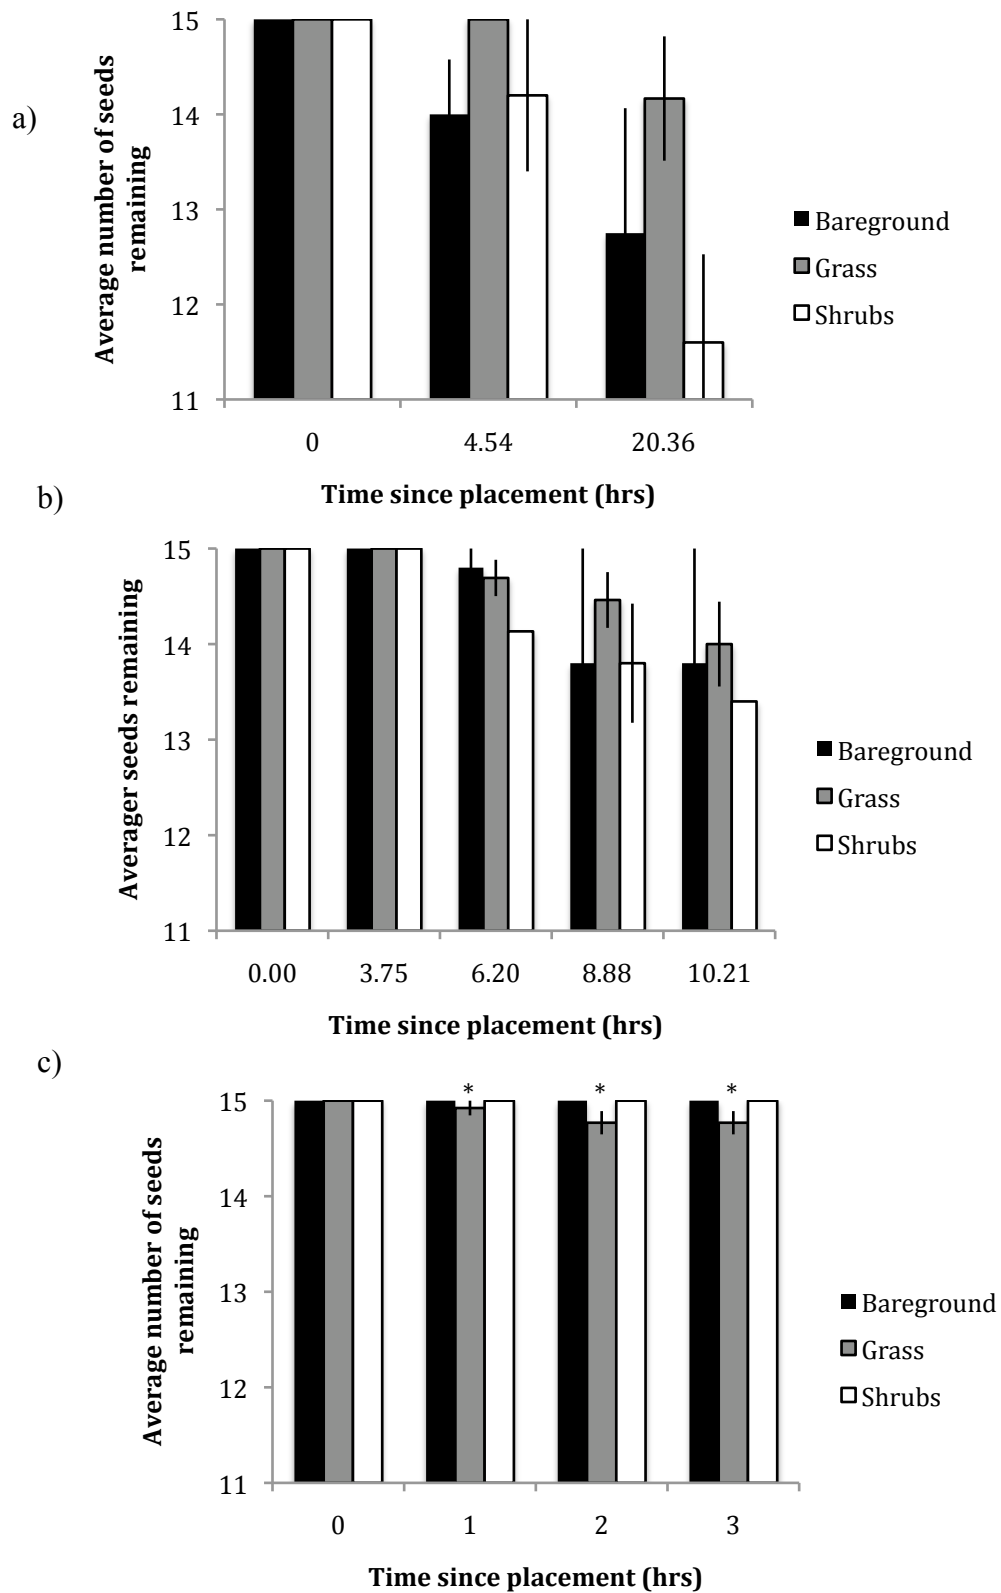 a)
Average number of seeds
remaining
15
14
13
12
11
0 4.54 20.36
Time since placement (hrs)
Bareground
Grass
Shrubs
b)
Averager seeds remaining
15
14
13
12
11
0.00 3.75 6.20 8.88 10.21
Time since placement (hrs)
Bareground
Grass
Shrubs
c)
Average number of seeds
remaining
* * *
15
14
13
12
11
0 1 2 3
Time since placement (hrs)
Bareground
Grass
Shrubs